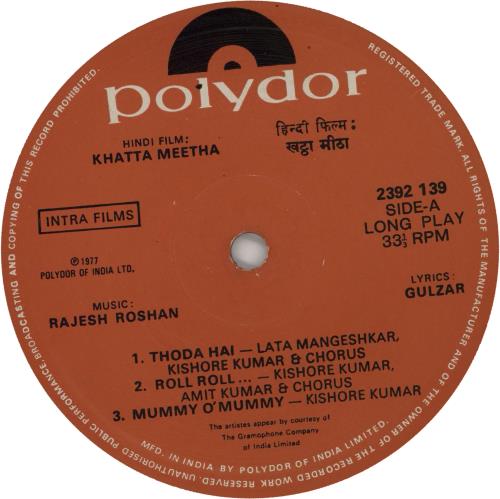 polydor
HINDI FILM:
KHATTA MEETHA
हिन्दी फिल्म :
खट्टा मीठा
INTRA FILMS
2392 139
SIDE-A
LONG PLAY
33⅓ RPM
℗ 1977
POLYDOR OF INDIA LTD.
MUSIC:
RAJESH ROSHAN
LYRICS:
GULZAR
1. THODA HAI — LATA MANGESHKAR,
KISHORE KUMAR & CHORUS
2. ROLL ROLL ... — KISHORE KUMAR,
AMIT KUMAR & CHORUS
3. MUMMY O'MUMMY — KISHORE KUMAR
The artistes appear by courtesy of
The Gramophone Company
of India Limited
MFD. IN INDIA BY POLYDOR OF INDIA LIMITED.
REGISTERED TRADE MARK. ALL RIGHTS OF THE MANUFACTURER AND OF THE OWNER OF THE RECORDED WORK RESERVED. UNAUTHORISED PUBLIC PERFORMANCE, BROADCASTING AND COPYING OF THIS RECORD PROHIBITED.